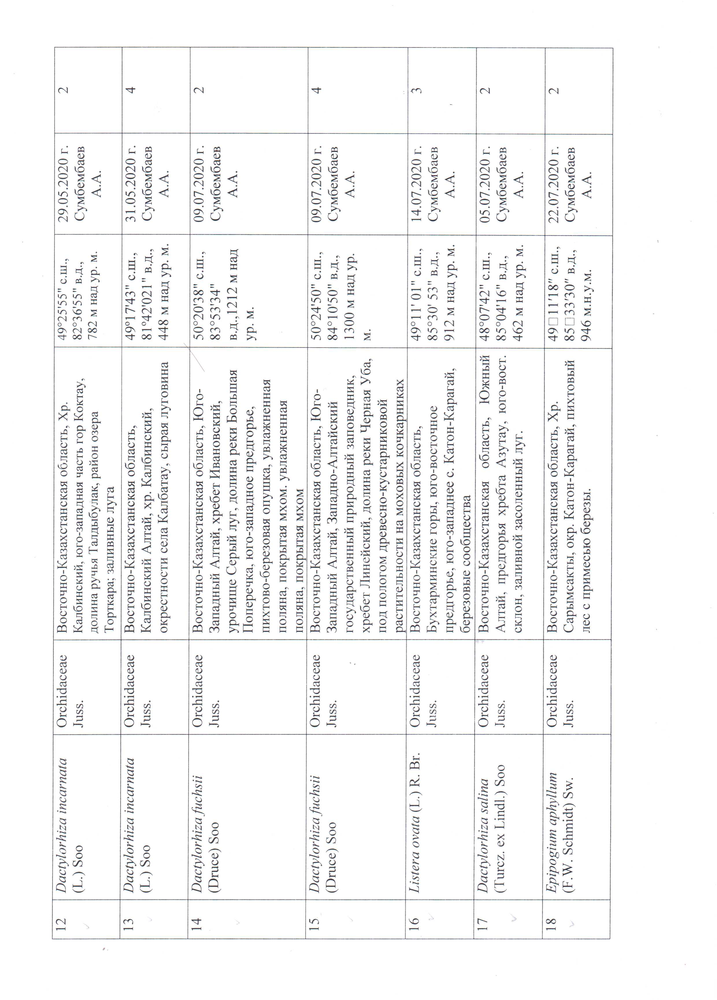 12
Dactylorhiza incarnata
(L.) Soo
Orchidaceae
Juss.
Восточно-Казахстанская область, Хр.
Калбинский, юго-западная часть гор Коктау,
долина ручья Талдыбулак, район озера
Торткара; заливные луга
49°25'55" с.ш.,
82°36'55" в.д.,
782 м над ур. м.
29.05.2020 г.
Сумбембаев
А.А.
2
13
Dactylorhiza incarnata
(L.) Soo
Orchidaceae
Juss.
Восточно-Казахстанская область,
Калбинский Алтай, хр. Калбинский,
окрестности села Калбатау, сырая луговина
49°17'43" с.ш.,
81°42'021" в.д.,
448 м над ур. м.
31.05.2020 г.
Сумбембаев
А.А.
4
14
Dactylorhiza fuchsii
(Druce) Soo
Orchidaceae
Juss.
Восточно-Казахстанская область, Юго-
Западный Алтай, хребет Ивановский,
урочище Серый луг, долина реки Большая
Поперечка, юго-западное предгорье,
пихтово-березовая опушка, увлажненная
поляна, покрытая мхом. увлажненная
поляна, покрытая мхом
50°20'38" с.ш.,
83°53'34"
в.д.,1212 м над
ур. м.
09.07.2020 г.
Сумбембаев
А.А.
2
15
Dactylorhiza fuchsii
(Druce) Soo
Orchidaceae
Juss.
Восточно-Казахстанская область, Юго-
Западный Алтай, Западно-Алтайский
государственный природный заповедник,
хребет Линейский, долина реки Черная Уба,
под пологом древесно-кустарниковой
растительности на моховых кочкарниках
50°24'50" с.ш.,
84°10'50" в.д.,
1300 м над ур.
м.
09.07.2020 г.
Сумбембаев
А.А.
4
16
Listera ovata (L.) R. Br.
Orchidaceae
Juss.
Восточно-Казахстанская область,
Бухтарминские горы, юго-восточное
предгорье, юго-западнее с. Катон-Карагай,
березовые сообщества
49°11' 01" с.ш.,
85°30' 53" в.д.,
912 м над ур. м.
14.07.2020 г.
Сумбембаев
А.А.
3
17
Dactylorhiza salina
(Turcz. ex Lindl.) Soo
Orchidaceae
Juss.
Восточно-Казахстанская область, Южный
Алтай, предгорья хребта Азутау, юго-вост.
склон, заливной засоленный луг.
48°07'42" с.ш.,
85°04'16" в.д.,
462 м над ур. м.
05.07.2020 г.
Сумбембаев
А.А.
2
18
Epipogium aphyllum
(F. W. Schmidt) Sw.
Orchidaceae
Juss.
Восточно-Казахстанская область, Хр.
Сарымсакты, окр. Катон-Карагай, пихтовый
лес с примесью березы.
49□11'18" с.ш.,
85□33'30" в.д.,
946 м.н.у.м.
22.07.2020 г.
Сумбембаев
А.А.
2